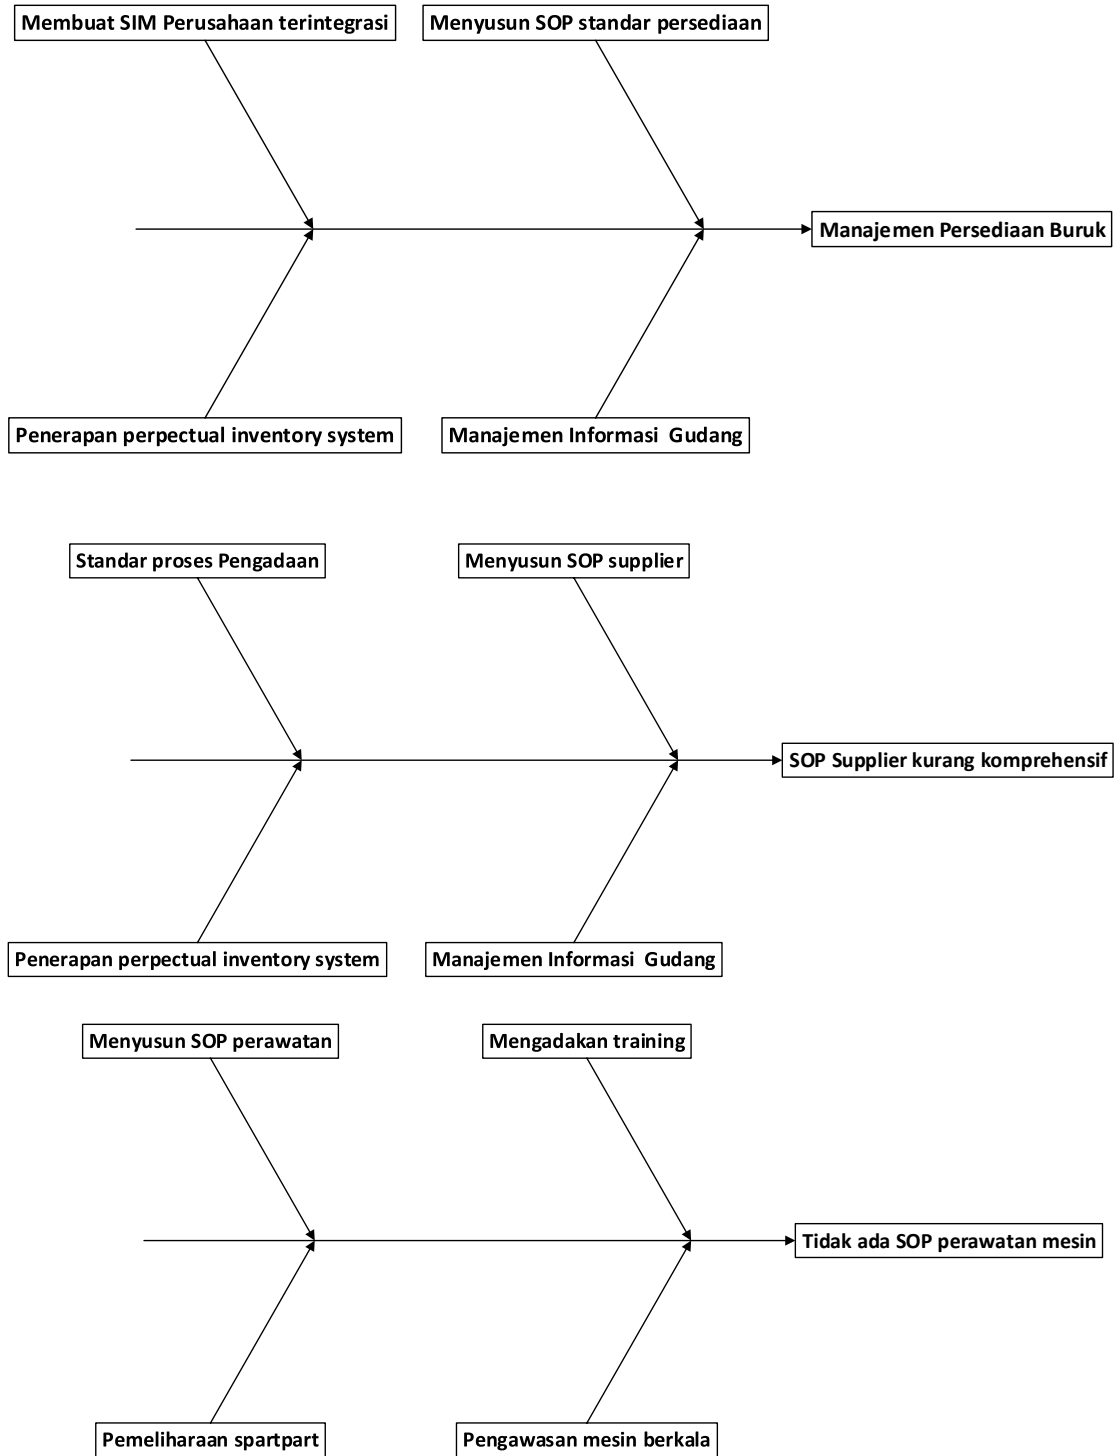 Membuat SIM Perusahaan terintegrasi
Menyusun SOP standar persediaan
Manajemen Persediaan Buruk
Penerapan perpectual inventory system
Manajemen Informasi  Gudang
Standar proses Pengadaan
Menyusun SOP supplier
SOP Supplier kurang komprehensif
Penerapan perpectual inventory system
Manajemen Informasi  Gudang
Menyusun SOP perawatan
Mengadakan training
Tidak ada SOP perawatan mesin
Pemeliharaan spartpart
Pengawasan mesin berkala